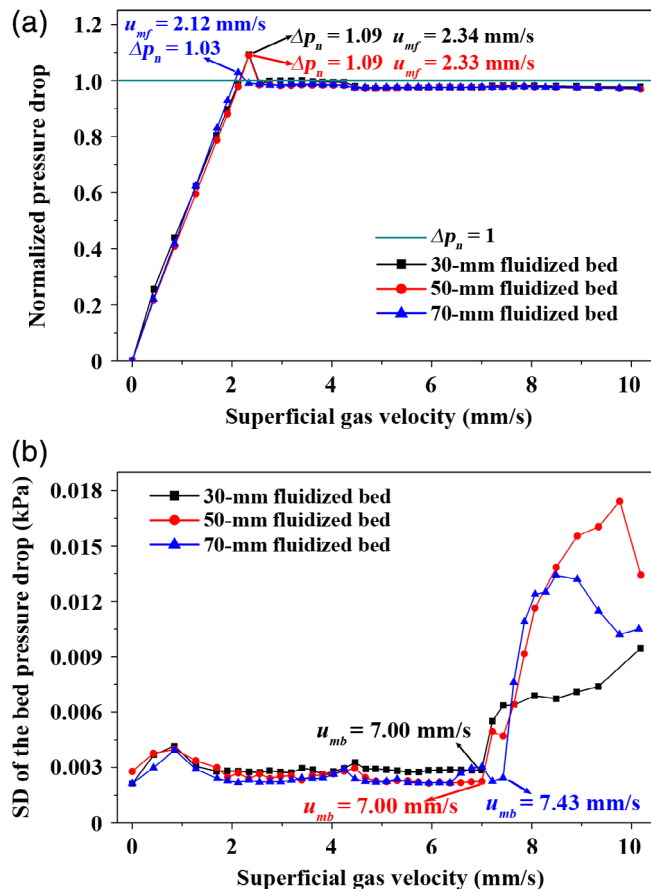 (a)
u_mf = 2.12 mm/s
Δp_n = 1.03
Δp_n = 1.09 u_mf = 2.34 mm/s
Δp_n = 1.09 u_mf = 2.33 mm/s
1.2
1.0
0.8
0.6
0.4
0.2
0
Normalized pressure drop
Δp_n = 1
30-mm fluidized bed
50-mm fluidized bed
70-mm fluidized bed
0 2 4 6 8 10
Superficial gas velocity (mm/s)
(b)
0.018
0.015
0.012
0.009
0.006
0.003
0
SD of the bed pressure drop (kPa)
30-mm fluidized bed
50-mm fluidized bed
70-mm fluidized bed
u_mb = 7.00 mm/s
u_mb = 7.00 mm/s
u_mb = 7.43 mm/s
0 2 4 6 8 10
Superficial gas velocity (mm/s)